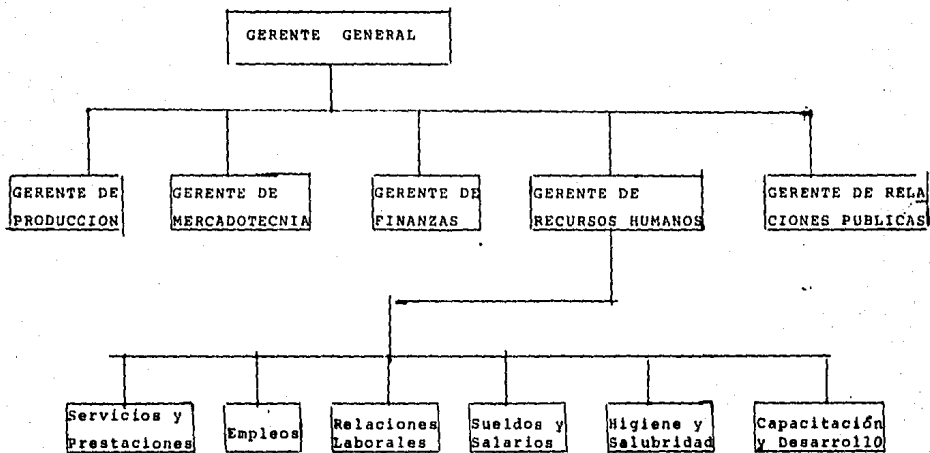 GERENTE GENERAL
GERENTE DE
PRODUCCION
GERENTE DE
MERCADOTECNIA
GERENTE DE
FINANZAS
GERENTE DE
RECURSOS HUMANOS
GERENTE DE RELA
CIONES PUBLICAS
Servicios y
Prestaciones
Empleos
Relaciones
Laborales
Sueldos y
Salarios
Higiene y
Salubridad
Capacitación
y Desarrollo